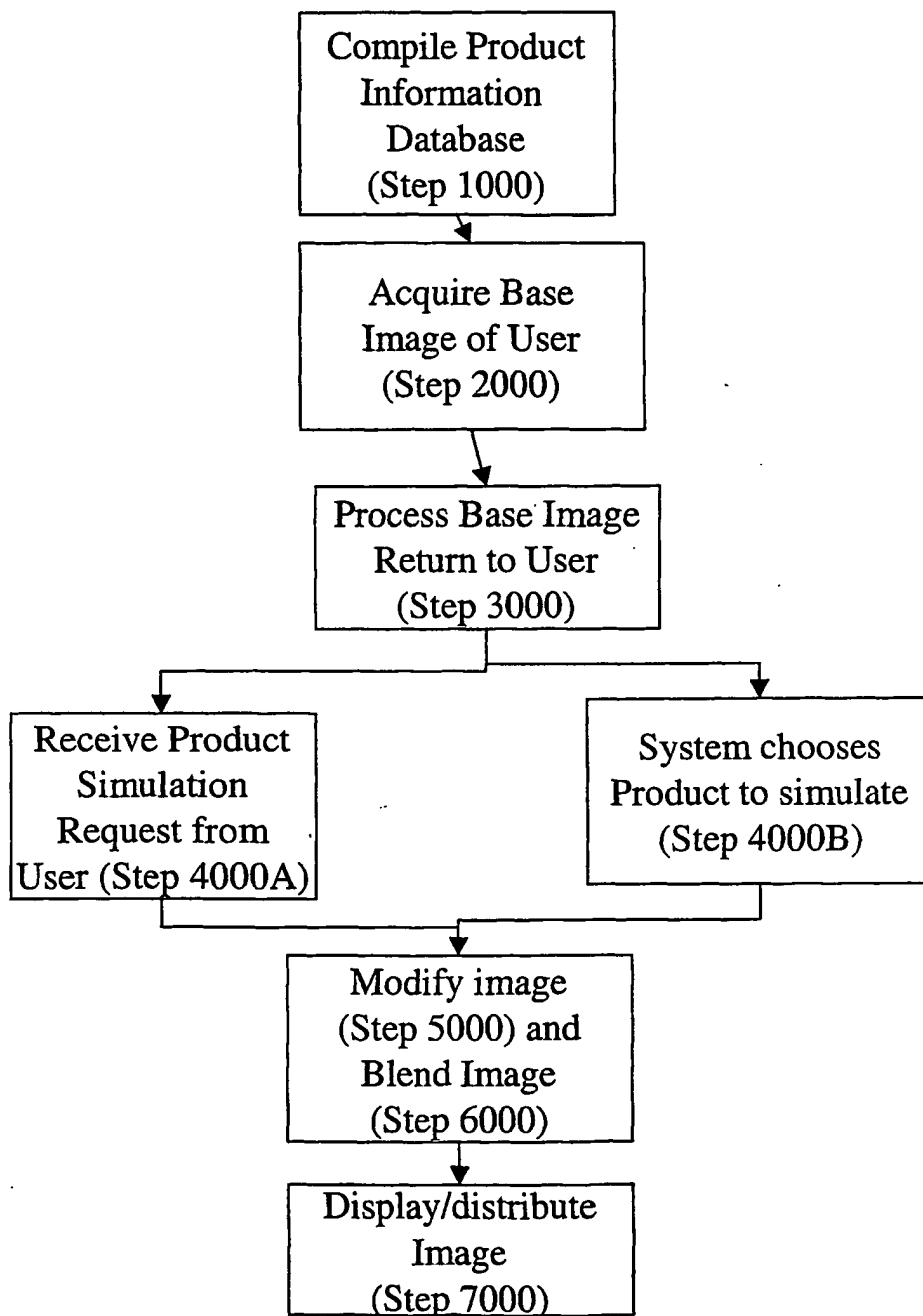 Compile Product
Information
Database
(Step 1000)
Acquire Base
Image of User
(Step 2000)
Process Base Image
Return to User
(Step 3000)
Receive Product
Simulation
Request from
User (Step 4000A)
System chooses
Product to simulate
(Step 4000B)
Modify image
(Step 5000) and
Blend Image
(Step 6000)
Display/distribute
Image
(Step 7000)